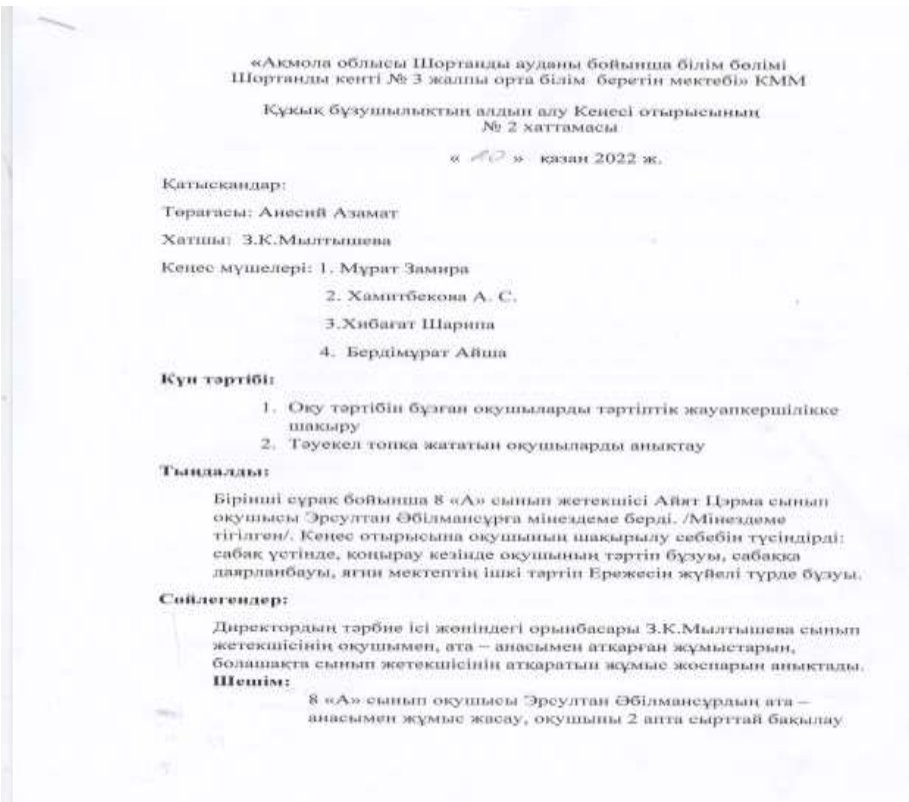 «Ақмола облысы Шортанды ауданы бойынша білім бөлімі
Шортанды кенті № 3 жалпы орта білім беретін мектебі» КММ
Құқық бұзушылықтың алдын алу Кеңесі отырысының
№ 2 хаттамасы
« 10 » қазан 2022 ж.
Қатысқандар:
Төрағасы: Анесий Азамат
Хатшы: З.К.Мылтышева
Кеңес мүшелері: 1. Мұрат Замира
2. Хамитбекова А. С.
3.Хибағат Шарипа
4. Бердімұрат Айша
Күн тәртібі:
1. Оқу тәртібін бұзған оқушыларды тәртіптік жауапкершілікке
шақыру
2. Тәуекел топқа жататын оқушыларды анықтау
Тыңдалды:
Бірінші сұрақ бойынша 8 «А» сынып жетекшісі Айят Цэрма сынып
оқушысы Эрсултан Әбілмансұрға мінездеме берді. /Мінездеме
тігілген/. Кеңес отырысына оқушының шақырылу себебін түсіндірді:
сабақ үстінде, қоңырау кезінде оқушының тәртіп бұзуы, сабаққа
даярланбауы, яғни мектептің ішкі тәртіп Ережесін жүйелі түрде бұзуы.
Сөйлегендер:
Директордың тәрбие ісі жөніндегі орынбасары З.К.Мылтышева сынып
жетекшісінің оқушымен, ата – анасымен атқарған жұмыстарын,
болашақта сынып жетекшісінің атқаратын жұмыс жоспарын анықтады.
Шешім:
8 «А» сынып оқушысы Эрсултан Әбілмансұрдың ата –
анасымен жұмыс жасау, оқушыны 2 апта сырттай бақылау